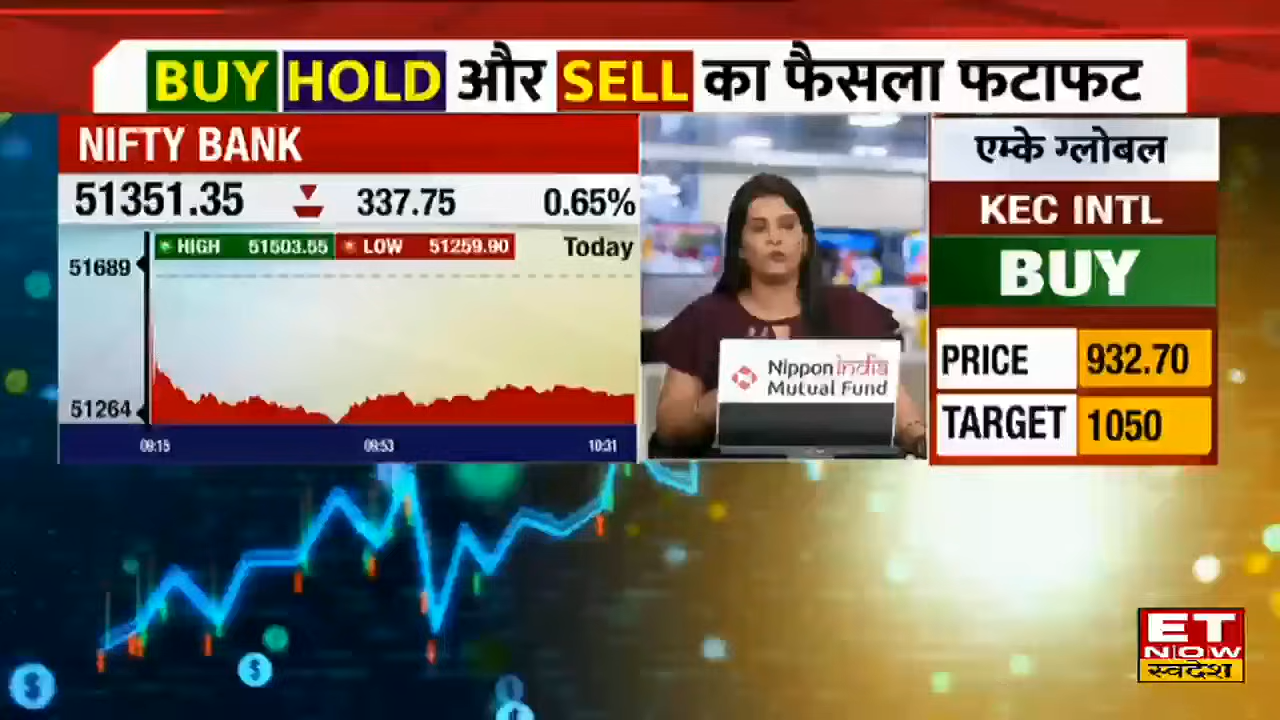 BUY HOLD और SELL का फैसला फटाफट
NIFTY BANK
51351.35 337.75 0.65%
HIGH 51503.55 LOW 51259.90 Today
51689
51264
09:15 09:53 10:31
Nippon india
Mutual Fund
एम्के ग्लोबल
KEC INTL
BUY
PRICE 932.70
TARGET 1050
ET
NOW
स्वदेश
$
$